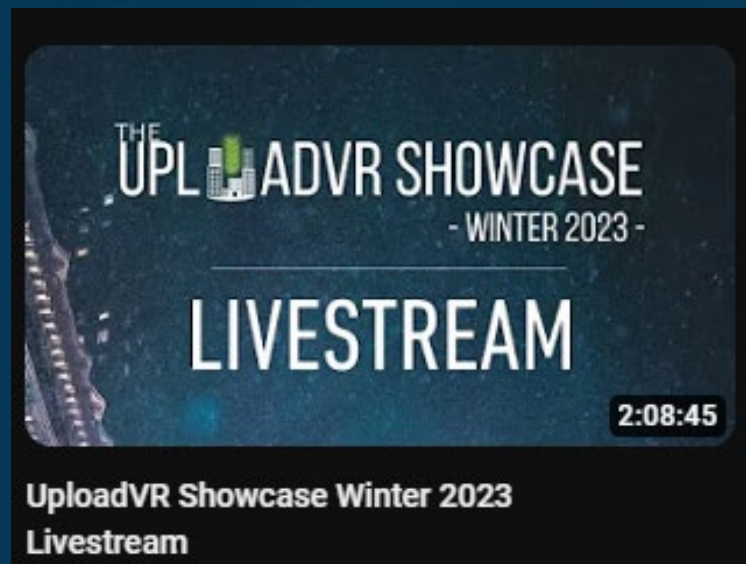 THE
UPLOADVR SHOWCASE
- WINTER 2023 -
LIVESTREAM
2:08:45
UploadVR Showcase Winter 2023
Livestream